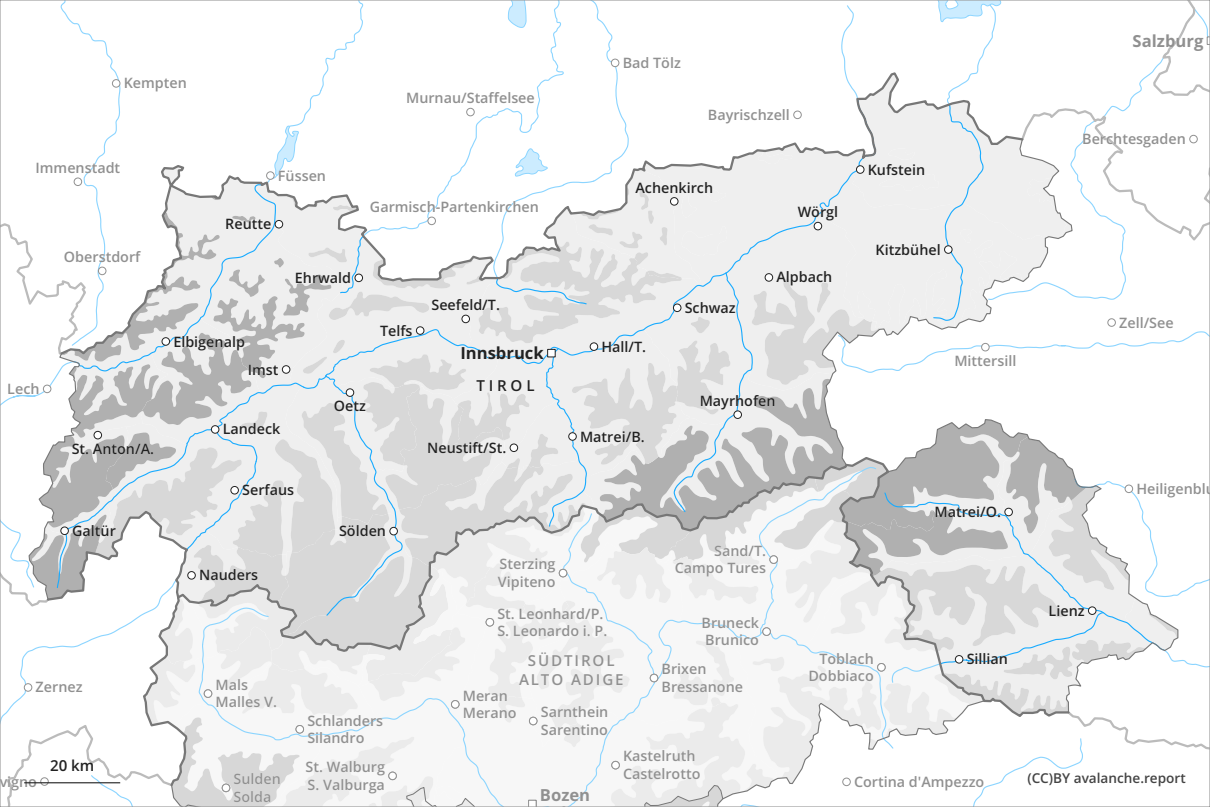 Salzburg
Kempten
Bad Tölz
Murnau/Staffelsee
Bayrischzell
Berchtesgaden
Immenstadt
Füssen
Kufstein
Achenkirch
Garmisch-Partenkirchen
Wörgl
Reutte
Kitzbühel
Oberstdorf
Ehrwald
Alpbach
Seefeld/T.
Schwaz
Zell/See
Telfs
Elbigenalp
Innsbruck
Hall/T.
Mittersill
Imst
TIROL
Lech
Oetz
Mayrhofen
Landeck
Matrei/B.
St. Anton/A.
Neustift/St.
Serfaus
Heiligenblu
Matrei/O.
Galtür
Sölden
Sand/T.
Campo Tures
Sterzing
Vipiteno
Nauders
Lienz
St. Leonhard/P.
S. Leonardo i. P.
Bruneck
Brunico
SÜDTIROL
ALTO ADIGE
Toblach
Dobbiaco
Sillian
Brixen
Bressanone
Zernez
Mals
Malles V.
Meran
Merano
Sarnthein
Sarentino
Schlanders
Silandro
Kastelruth
Castelrotto
St. Walburg
S. Valburga
20 km
vigno
Sulden
Solda
Cortina d'Ampezzo
(CC)BY avalanche.report
Bozen